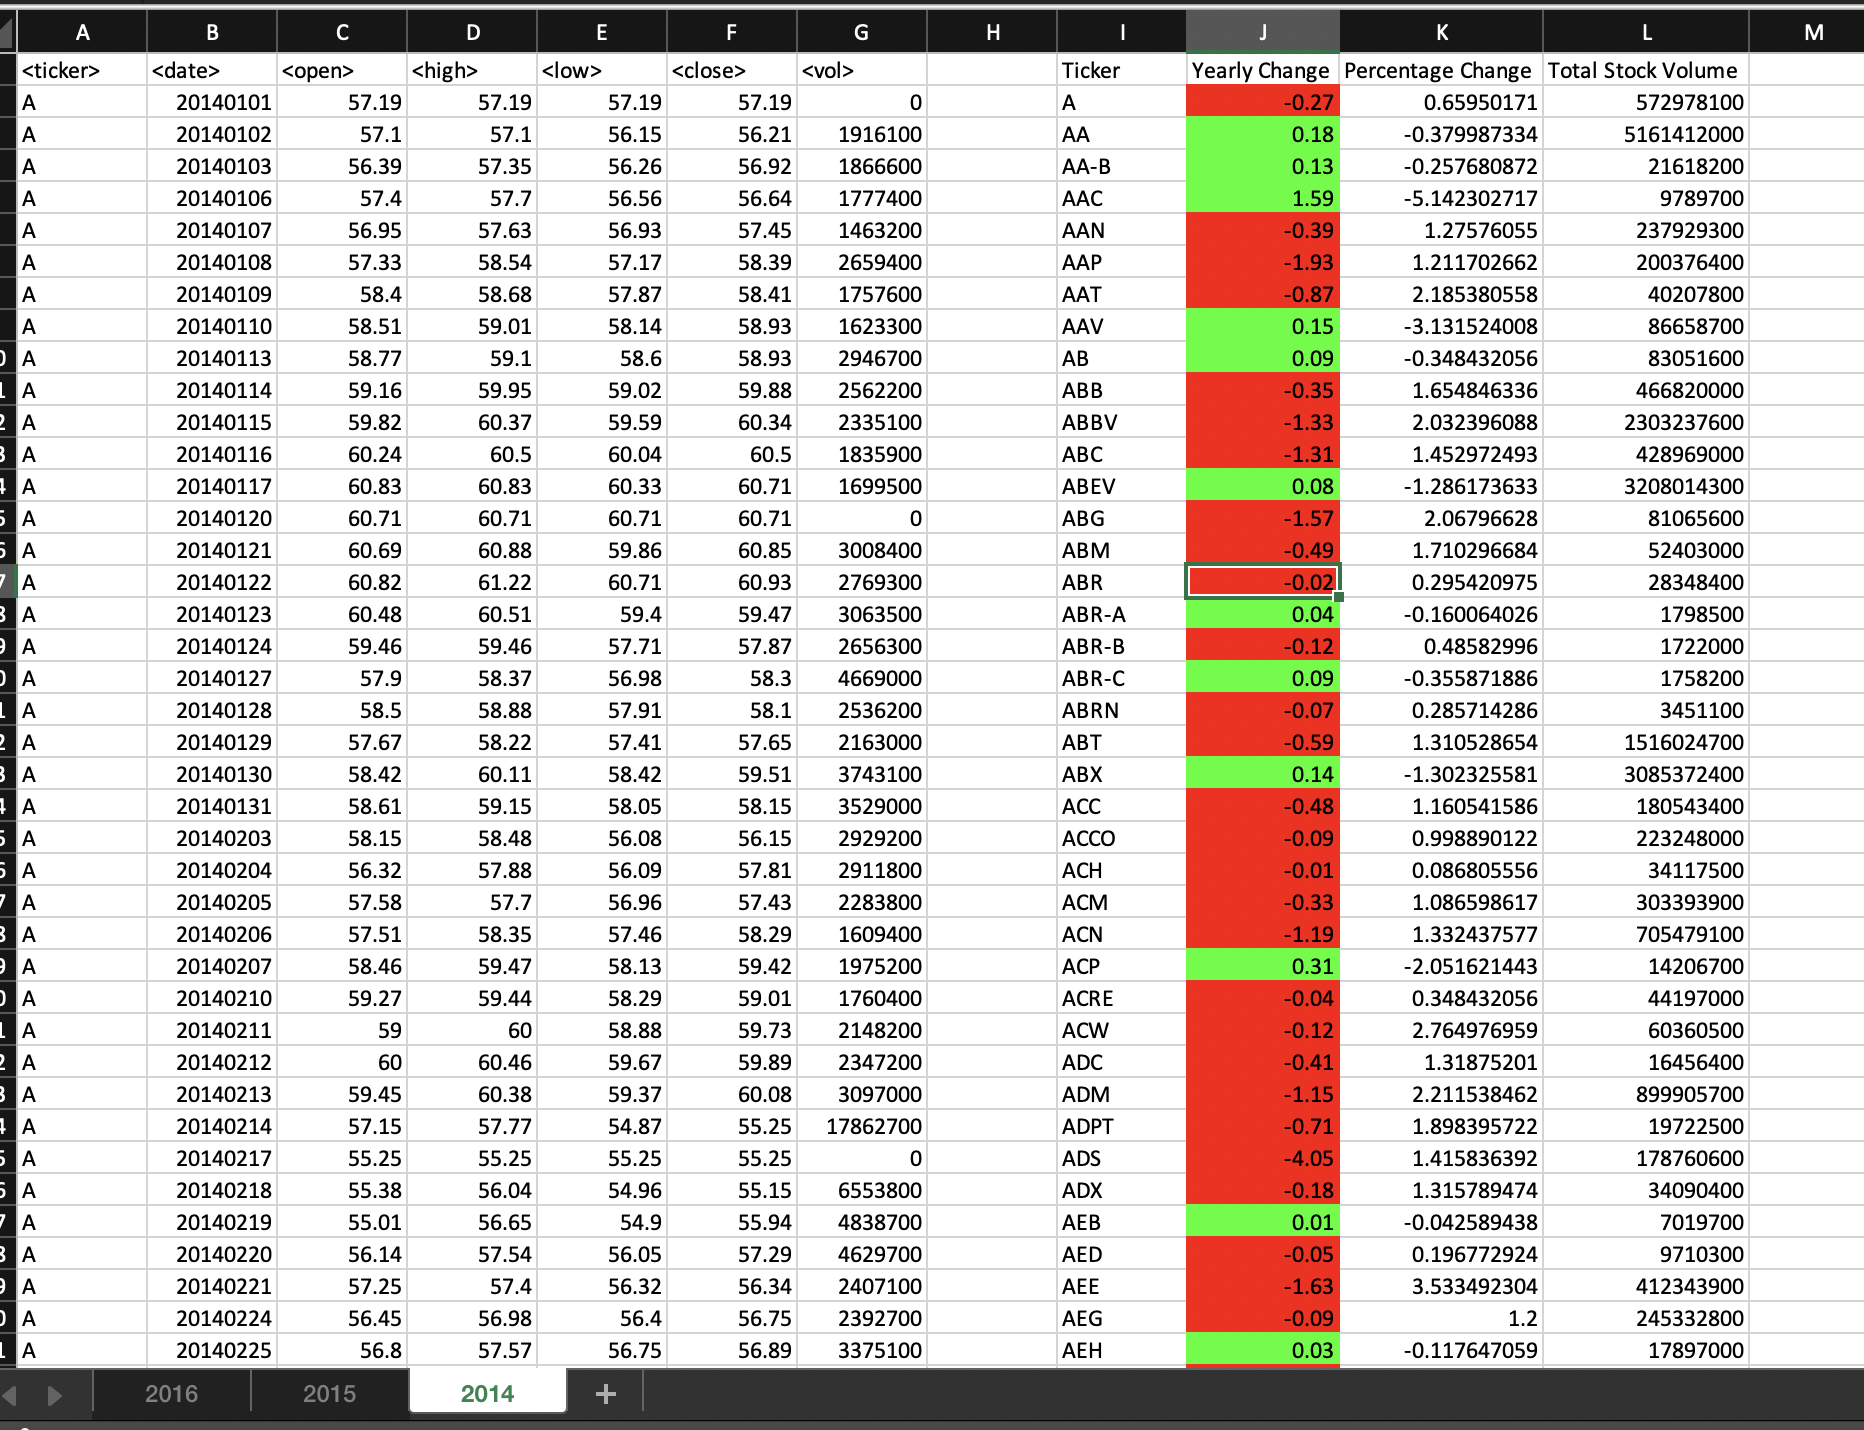 A B C D E F G H I J K L M
<ticker> <date> <open> <high> <low> <close> <vol> Ticker Yearly Change Percentage Change Total Stock Volume
A 20140101 57.19 57.19 57.19 57.19 0 A -0.27 0.65950171 572978100
A 20140102 57.1 57.1 56.15 56.21 1916100 AA 0.18 -0.379987334 5161412000
A 20140103 56.39 57.35 56.26 56.92 1866600 AA-B 0.13 -0.257680872 21618200
A 20140106 57.4 57.7 56.56 56.64 1777400 AAC 1.59 -5.142302717 9789700
A 20140107 56.95 57.63 56.93 57.45 1463200 AAN -0.39 1.27576055 237929300
A 20140108 57.33 58.54 57.17 58.39 2659400 AAP -1.93 1.211702662 200376400
A 20140109 58.4 58.68 57.87 58.41 1757600 AAT -0.87 2.185380558 40207800
A 20140110 58.51 59.01 58.14 58.93 1623300 AAV 0.15 -3.131524008 86658700
A 20140113 58.77 59.1 58.6 58.93 2946700 AB 0.09 -0.348432056 83051600
A 20140114 59.16 59.95 59.02 59.88 2562200 ABB -0.35 1.654846336 466820000
A 20140115 59.82 60.37 59.59 60.34 2335100 ABBV -1.33 2.032396088 2303237600
A 20140116 60.24 60.5 60.04 60.5 1835900 ABC -1.31 1.452972493 428969000
A 20140117 60.83 60.83 60.33 60.71 1699500 ABEV 0.08 -1.286173633 3208014300
A 20140120 60.71 60.71 60.71 60.71 0 ABG -1.57 2.06796628 81065600
A 20140121 60.69 60.88 59.86 60.85 3008400 ABM -0.49 1.710296684 52403000
A 20140122 60.82 61.22 60.71 60.93 2769300 ABR -0.02 0.295420975 28348400
A 20140123 60.48 60.51 59.4 59.47 3063500 ABR-A 0.04 -0.160064026 1798500
A 20140124 59.46 59.46 57.71 57.87 2656300 ABR-B -0.12 0.48582996 1722000
A 20140127 57.9 58.37 56.98 58.3 4669000 ABR-C 0.09 -0.355871886 1758200
A 20140128 58.5 58.88 57.91 58.1 2536200 ABRN -0.07 0.285714286 3451100
A 20140129 57.67 58.22 57.41 57.65 2163000 ABT -0.59 1.310528654 1516024700
A 20140130 58.42 60.11 58.42 59.51 3743100 ABX 0.14 -1.302325581 3085372400
A 20140131 58.61 59.15 58.05 58.15 3529000 ACC -0.48 1.160541586 180543400
A 20140203 58.15 58.48 56.08 56.15 2929200 ACCO -0.09 0.998890122 223248000
A 20140204 56.32 57.88 56.09 57.81 2911800 ACH -0.01 0.086805556 34117500
A 20140205 57.58 57.7 56.96 57.43 2283800 ACM -0.33 1.086598617 303393900
A 20140206 57.51 58.35 57.46 58.29 1609400 ACN -1.19 1.332437577 705479100
A 20140207 58.46 59.47 58.13 59.42 1975200 ACP 0.31 -2.051621443 14206700
A 20140210 59.27 59.44 58.29 59.01 1760400 ACRE -0.04 0.348432056 44197000
A 20140211 59 60 58.88 59.73 2148200 ACW -0.12 2.764976959 60360500
A 20140212 60 60.46 59.67 59.89 2347200 ADC -0.41 1.31875201 16456400
A 20140213 59.45 60.38 59.37 60.08 3097000 ADM -1.15 2.211538462 899905700
A 20140214 57.15 57.77 54.87 55.25 17862700 ADPT -0.71 1.898395722 19722500
A 20140217 55.25 55.25 55.25 55.25 0 ADS -4.05 1.415836392 178760600
A 20140218 55.38 56.04 54.96 55.15 6553800 ADX -0.18 1.315789474 34090400
A 20140219 55.01 56.65 54.9 55.94 4838700 AEB 0.01 -0.042589438 7019700
A 20140220 56.14 57.54 56.05 57.29 4629700 AED -0.05 0.196772924 9710300
A 20140221 57.25 57.4 56.32 56.34 2407100 AEE -1.63 3.533492304 412343900
A 20140224 56.45 56.98 56.4 56.75 2392700 AEG -0.09 1.2 245332800
A 20140225 56.8 57.57 56.75 56.89 3375100 AEH 0.03 -0.117647059 17897000
2016 2015 2014 +